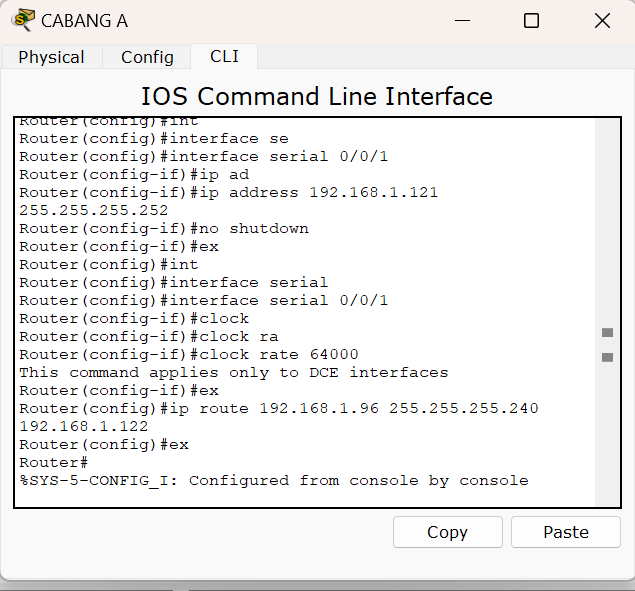 CABANG A
Physical Config CLI
IOS Command Line Interface
Router(config)#int
Router(config)#interface se
Router(config)#interface serial 0/0/1
Router(config-if)#ip ad
Router(config-if)#ip address 192.168.1.121
255.255.255.252
Router(config-if)#no shutdown
Router(config-if)#ex
Router(config)#int
Router(config)#interface serial
Router(config)#interface serial 0/0/1
Router(config-if)#clock
Router(config-if)#clock ra
Router(config-if)#clock rate 64000
This command applies only to DCE interfaces
Router(config-if)#ex
Router(config)#ip route 192.168.1.96 255.255.255.240
192.168.1.122
Router(config)#ex
Router#
%SYS-5-CONFIG_I: Configured from console by console
Copy Paste